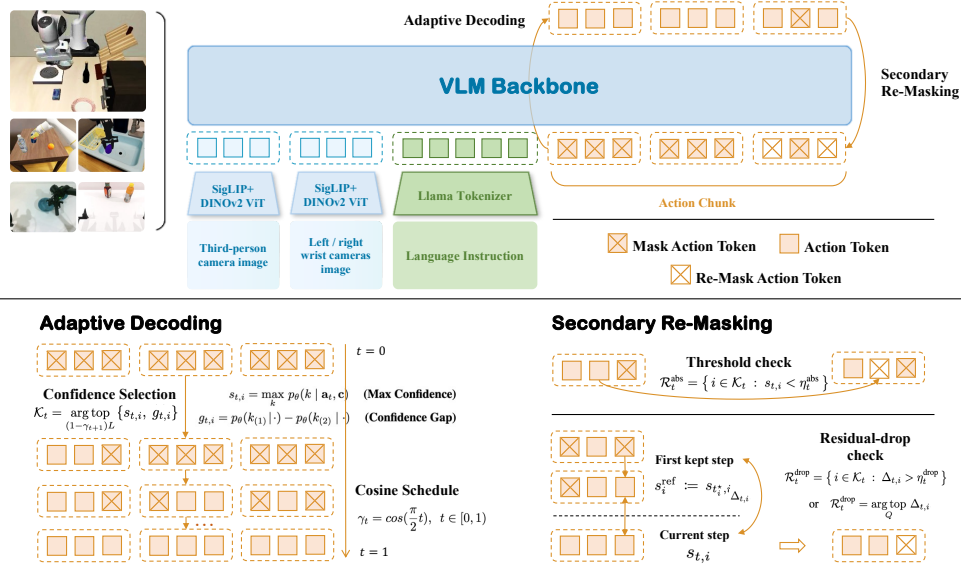 Adaptive Decoding
VLM Backbone
Secondary
Re-Masking
SigLIP+
DINOv2 ViT
SigLIP+
DINOv2 ViT
Llama Tokenizer
Third-person
camera image
Left / right
wrist cameras
image
Language Instruction
Action Chunk
Mask Action Token
Action Token
Re-Mask Action Token
Adaptive Decoding
t = 0
Confidence Selection
𝒦_t = arg top_{(1−γ_{t+1})L} {s_{t,i}, g_{t,i}}
s_{t,i} = max_k p_θ(k | a_t, c) (Max Confidence)
g_{t,i} = p_θ(k_{(1)} | ·) − p_θ(k_{(2)} | ·) (Confidence Gap)
Cosine Schedule
γ_t = cos(π/2 t), t ∈ [0, 1)
...
t = 1
Secondary Re-Masking
Threshold check
ℛ_t^{abs} = { i ∈ 𝒦_t : s_{t,i} < η_t^{abs} }
First kept step
s_i^{ref} := s_{t_i^⋆,i}
Δ_{t,i}
Current step
s_{t,i}
Residual-drop
check
ℛ_t^{drop} = { i ∈ 𝒦_t : Δ_{t,i} > η_t^{drop} }
or ℛ_t^{drop} = arg top_Q Δ_{t,i}